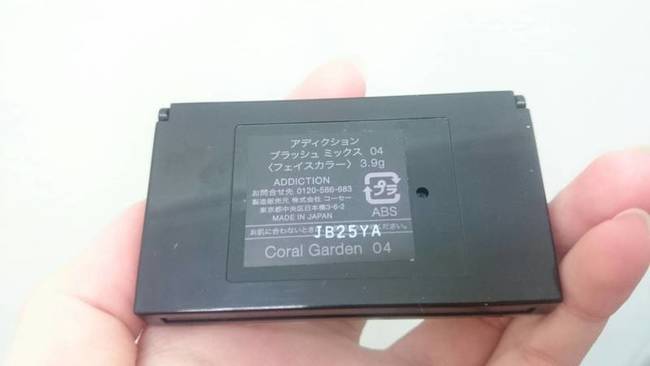 アディクション
ブラッシュ ミックス 04
〈フェイスカラー〉 3.9g
ADDICTION
お問合せ先 0120-586-683
製造販売元 株式会社 コーセー
東京都中央区日本橋3-6-2
MADE IN JAPAN
プラ
ABS
お肌に合わないとき ください。
JB25YA
Coral Garden 04